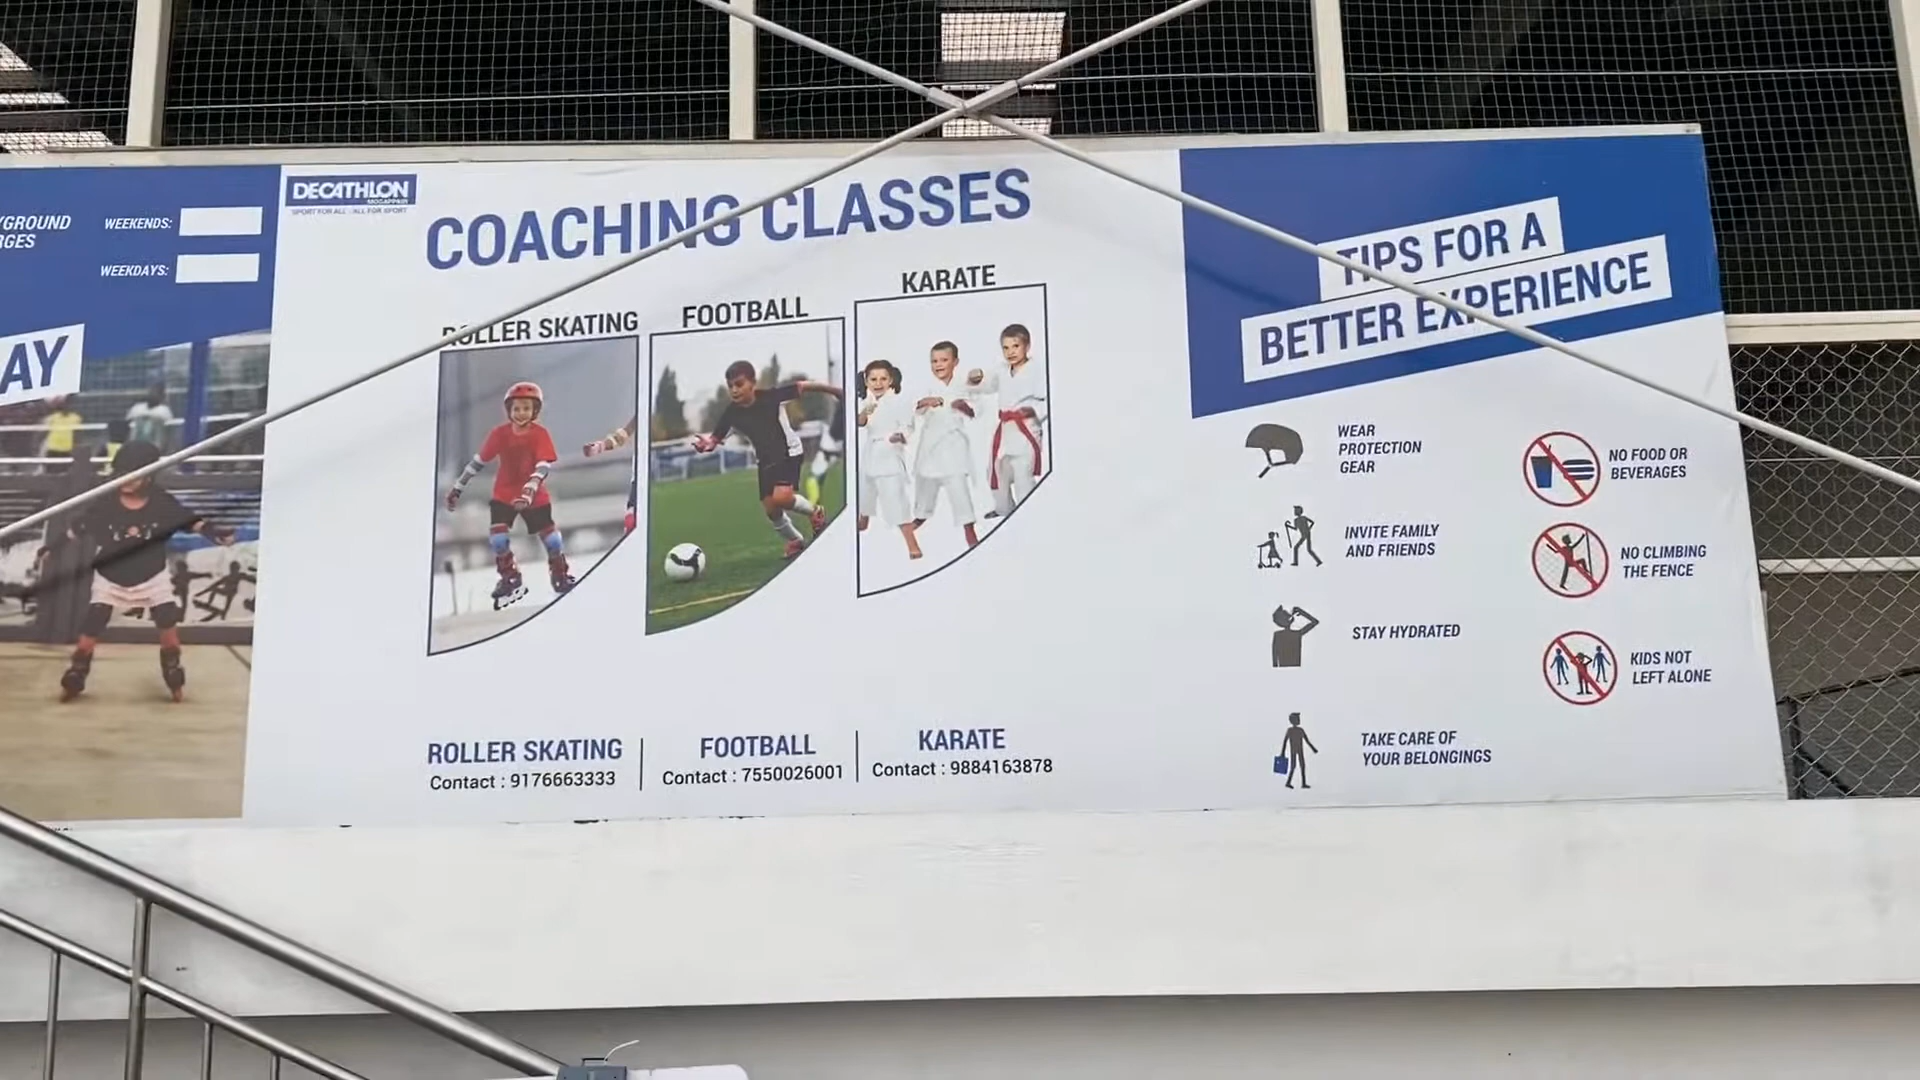 YGROUND
RGES
WEEKENDS:
WEEKDAYS:
AY
DECATHLON
MOGAPPAIR
SPORT FOR ALL - ALL FOR SPORT
COACHING CLASSES
ROLLER SKATING
FOOTBALL
KARATE
ROLLER SKATING
Contact : 9176663333
FOOTBALL
Contact : 7550026001
KARATE
Contact : 9884163878
TIPS FOR A
BETTER EXPERIENCE
WEAR
PROTECTION
GEAR
INVITE FAMILY
AND FRIENDS
STAY HYDRATED
TAKE CARE OF
YOUR BELONGINGS
NO FOOD OR
BEVERAGES
NO CLIMBING
THE FENCE
KIDS NOT
LEFT ALONE